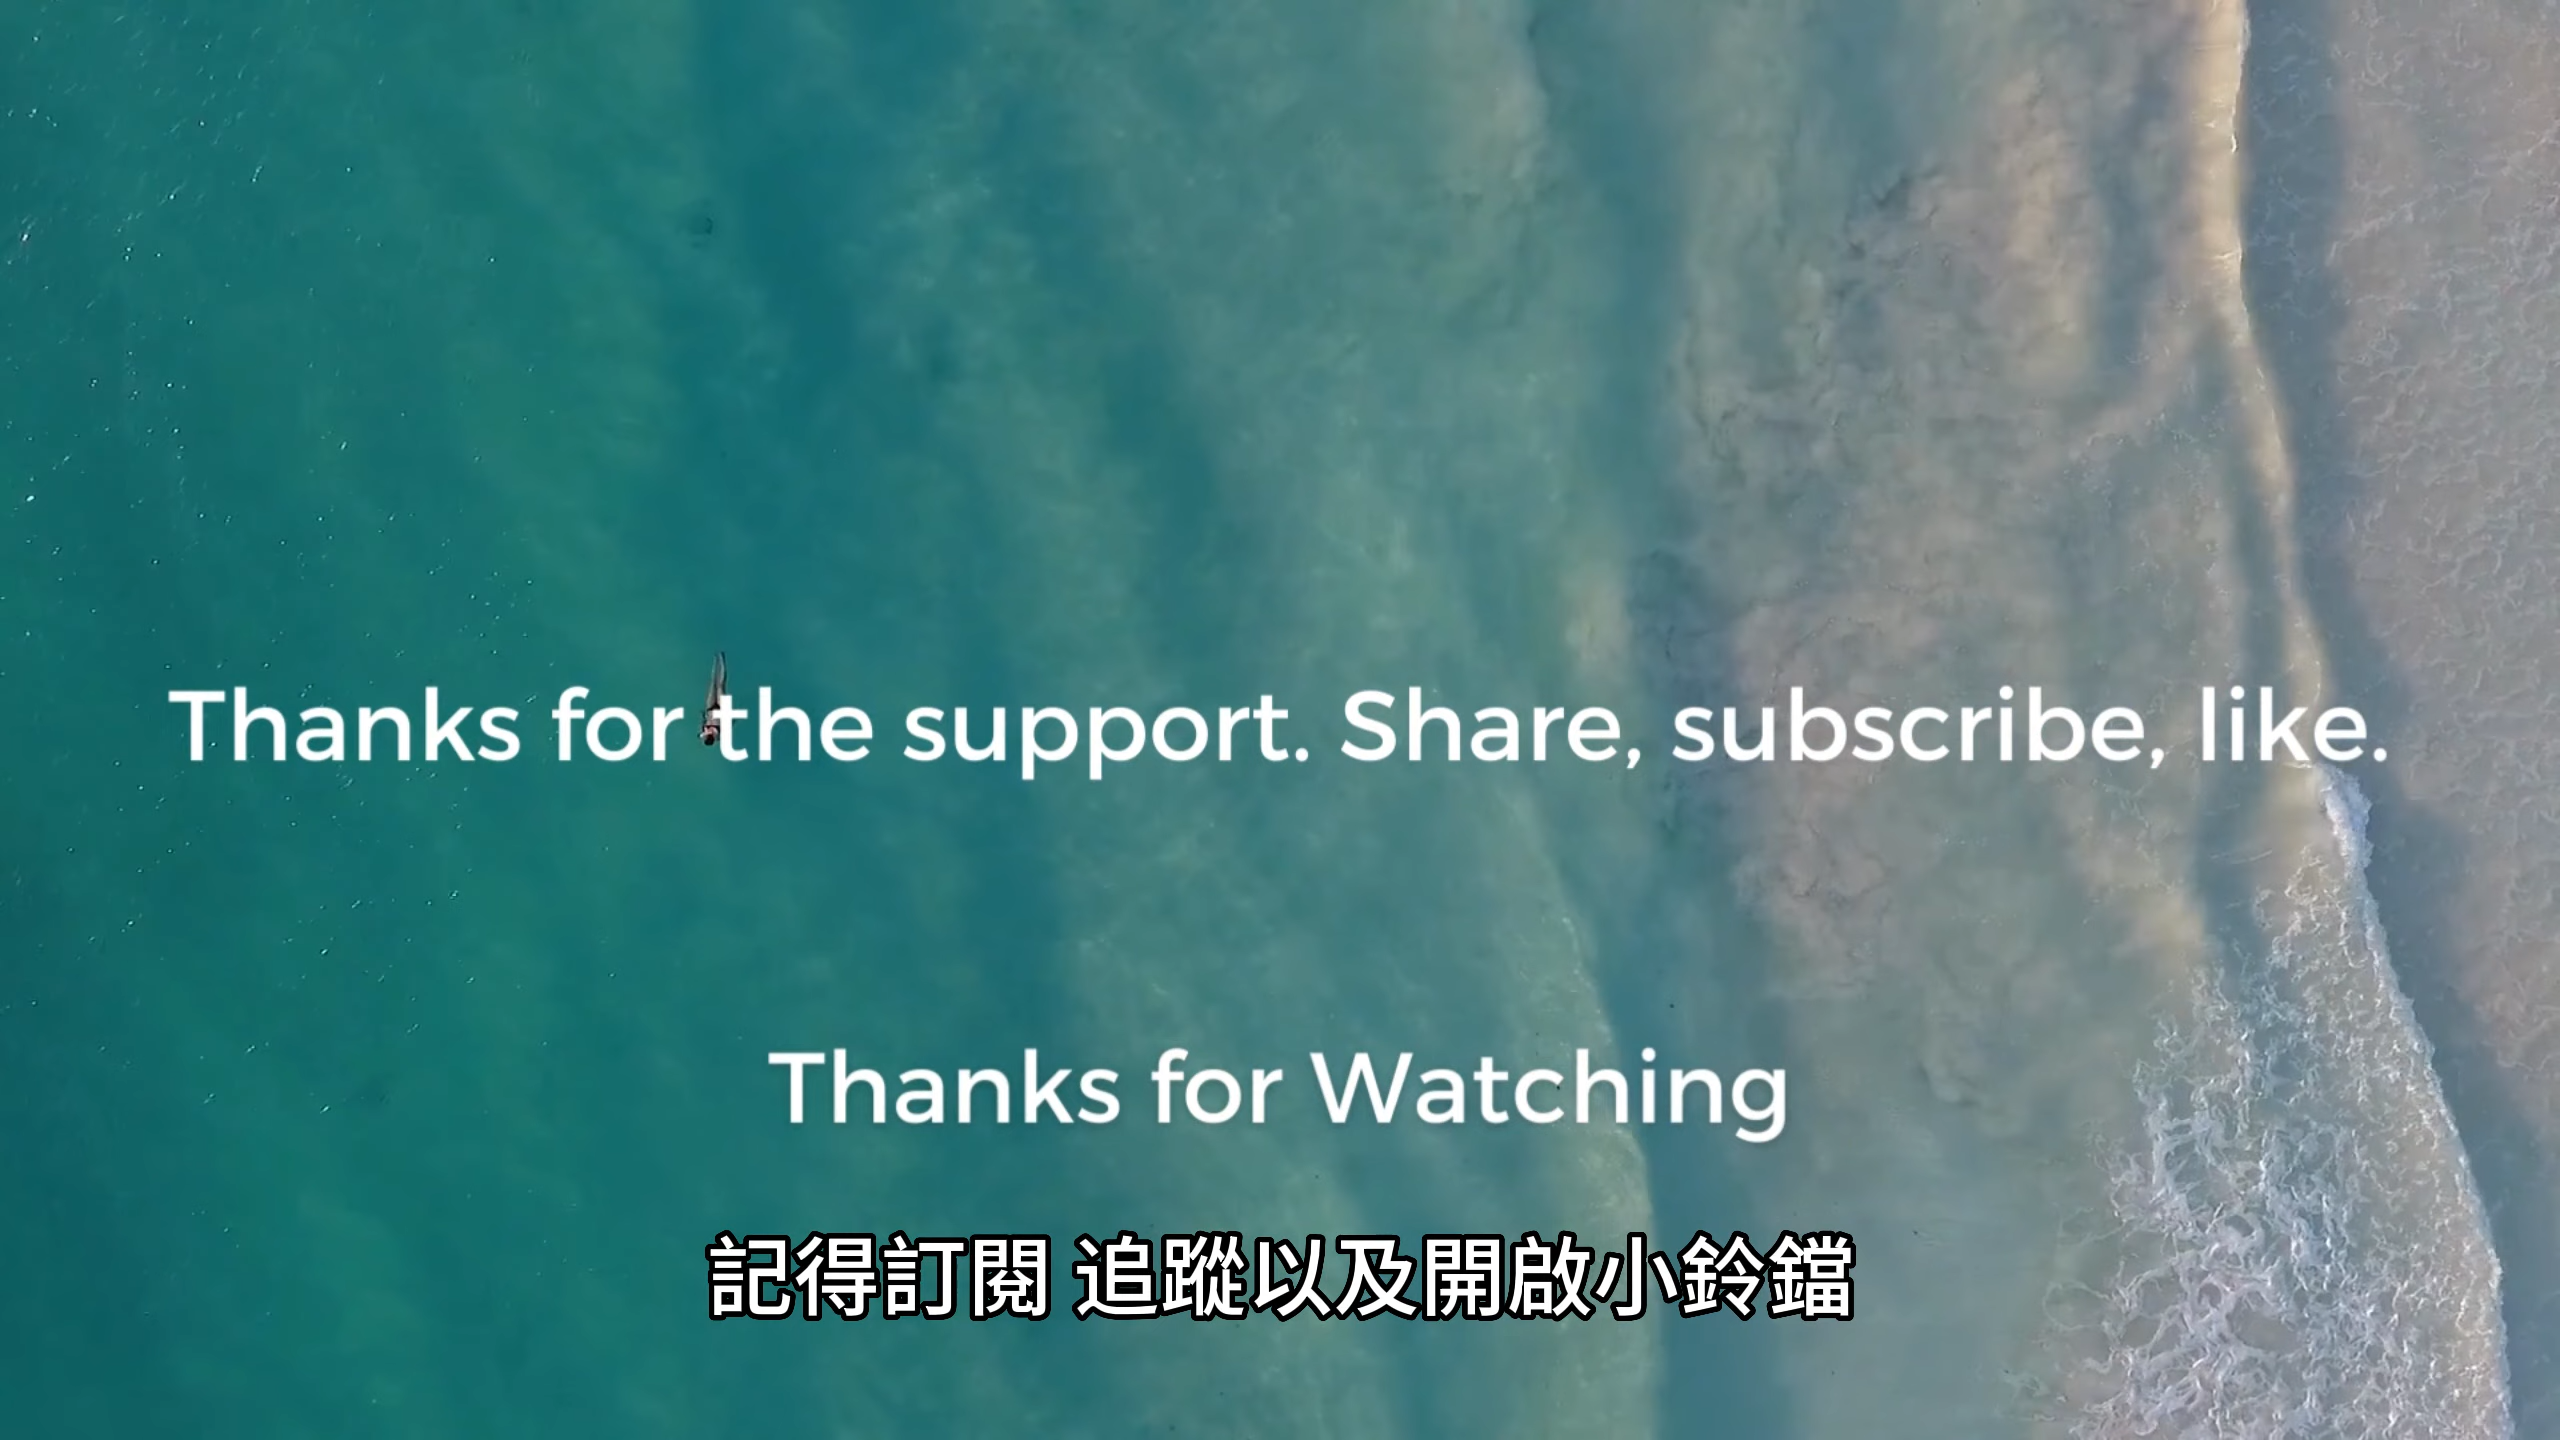 Thanks for the support. Share, subscribe, like.
Thanks for Watching
記得訂閱 追蹤以及開啟小鈴鐺